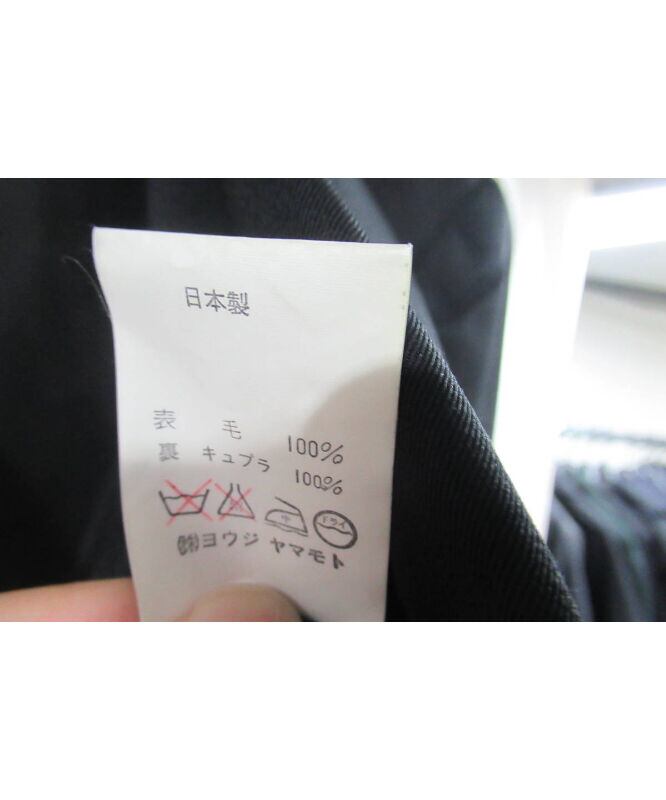 日本製
表 毛 100%
裏 キュプラ 100%
中 ドライ
㈱ヨウジ ヤマモト